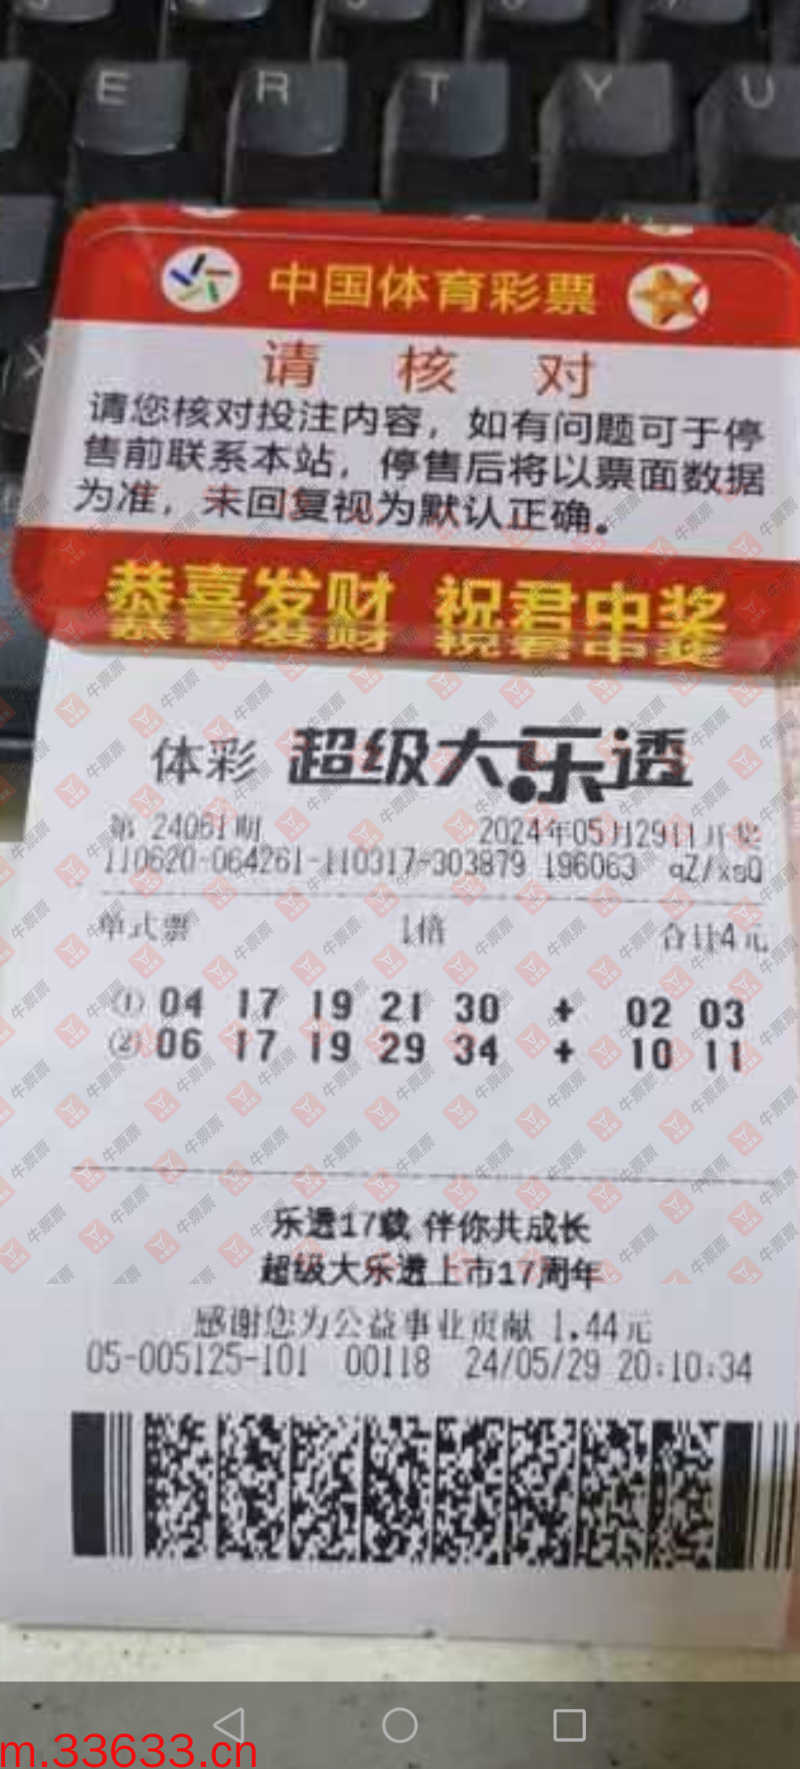 E R T Y U
中国体育彩票
请 核 对
请您核对投注内容，如有问题可于停
售前联系本站，停售后将以票面数据
为准，未回复视为默认正确。
恭喜发财 祝君中奖
体彩 超级大乐透
第 24061期 2024年05月29日开奖
110620-064261-110317-303879 196063 qZ/xsQ
单式票 1倍 合计4元
① 04 17 19 21 30 + 02 03
② 06 17 19 29 34 + 10 11
乐透17载 伴你共成长
超级大乐透上市17周年
感谢您为公益事业贡献 1.44元
05-005125-101 00118 24/05/29 20:10:34
牛票票
m.33633.cn